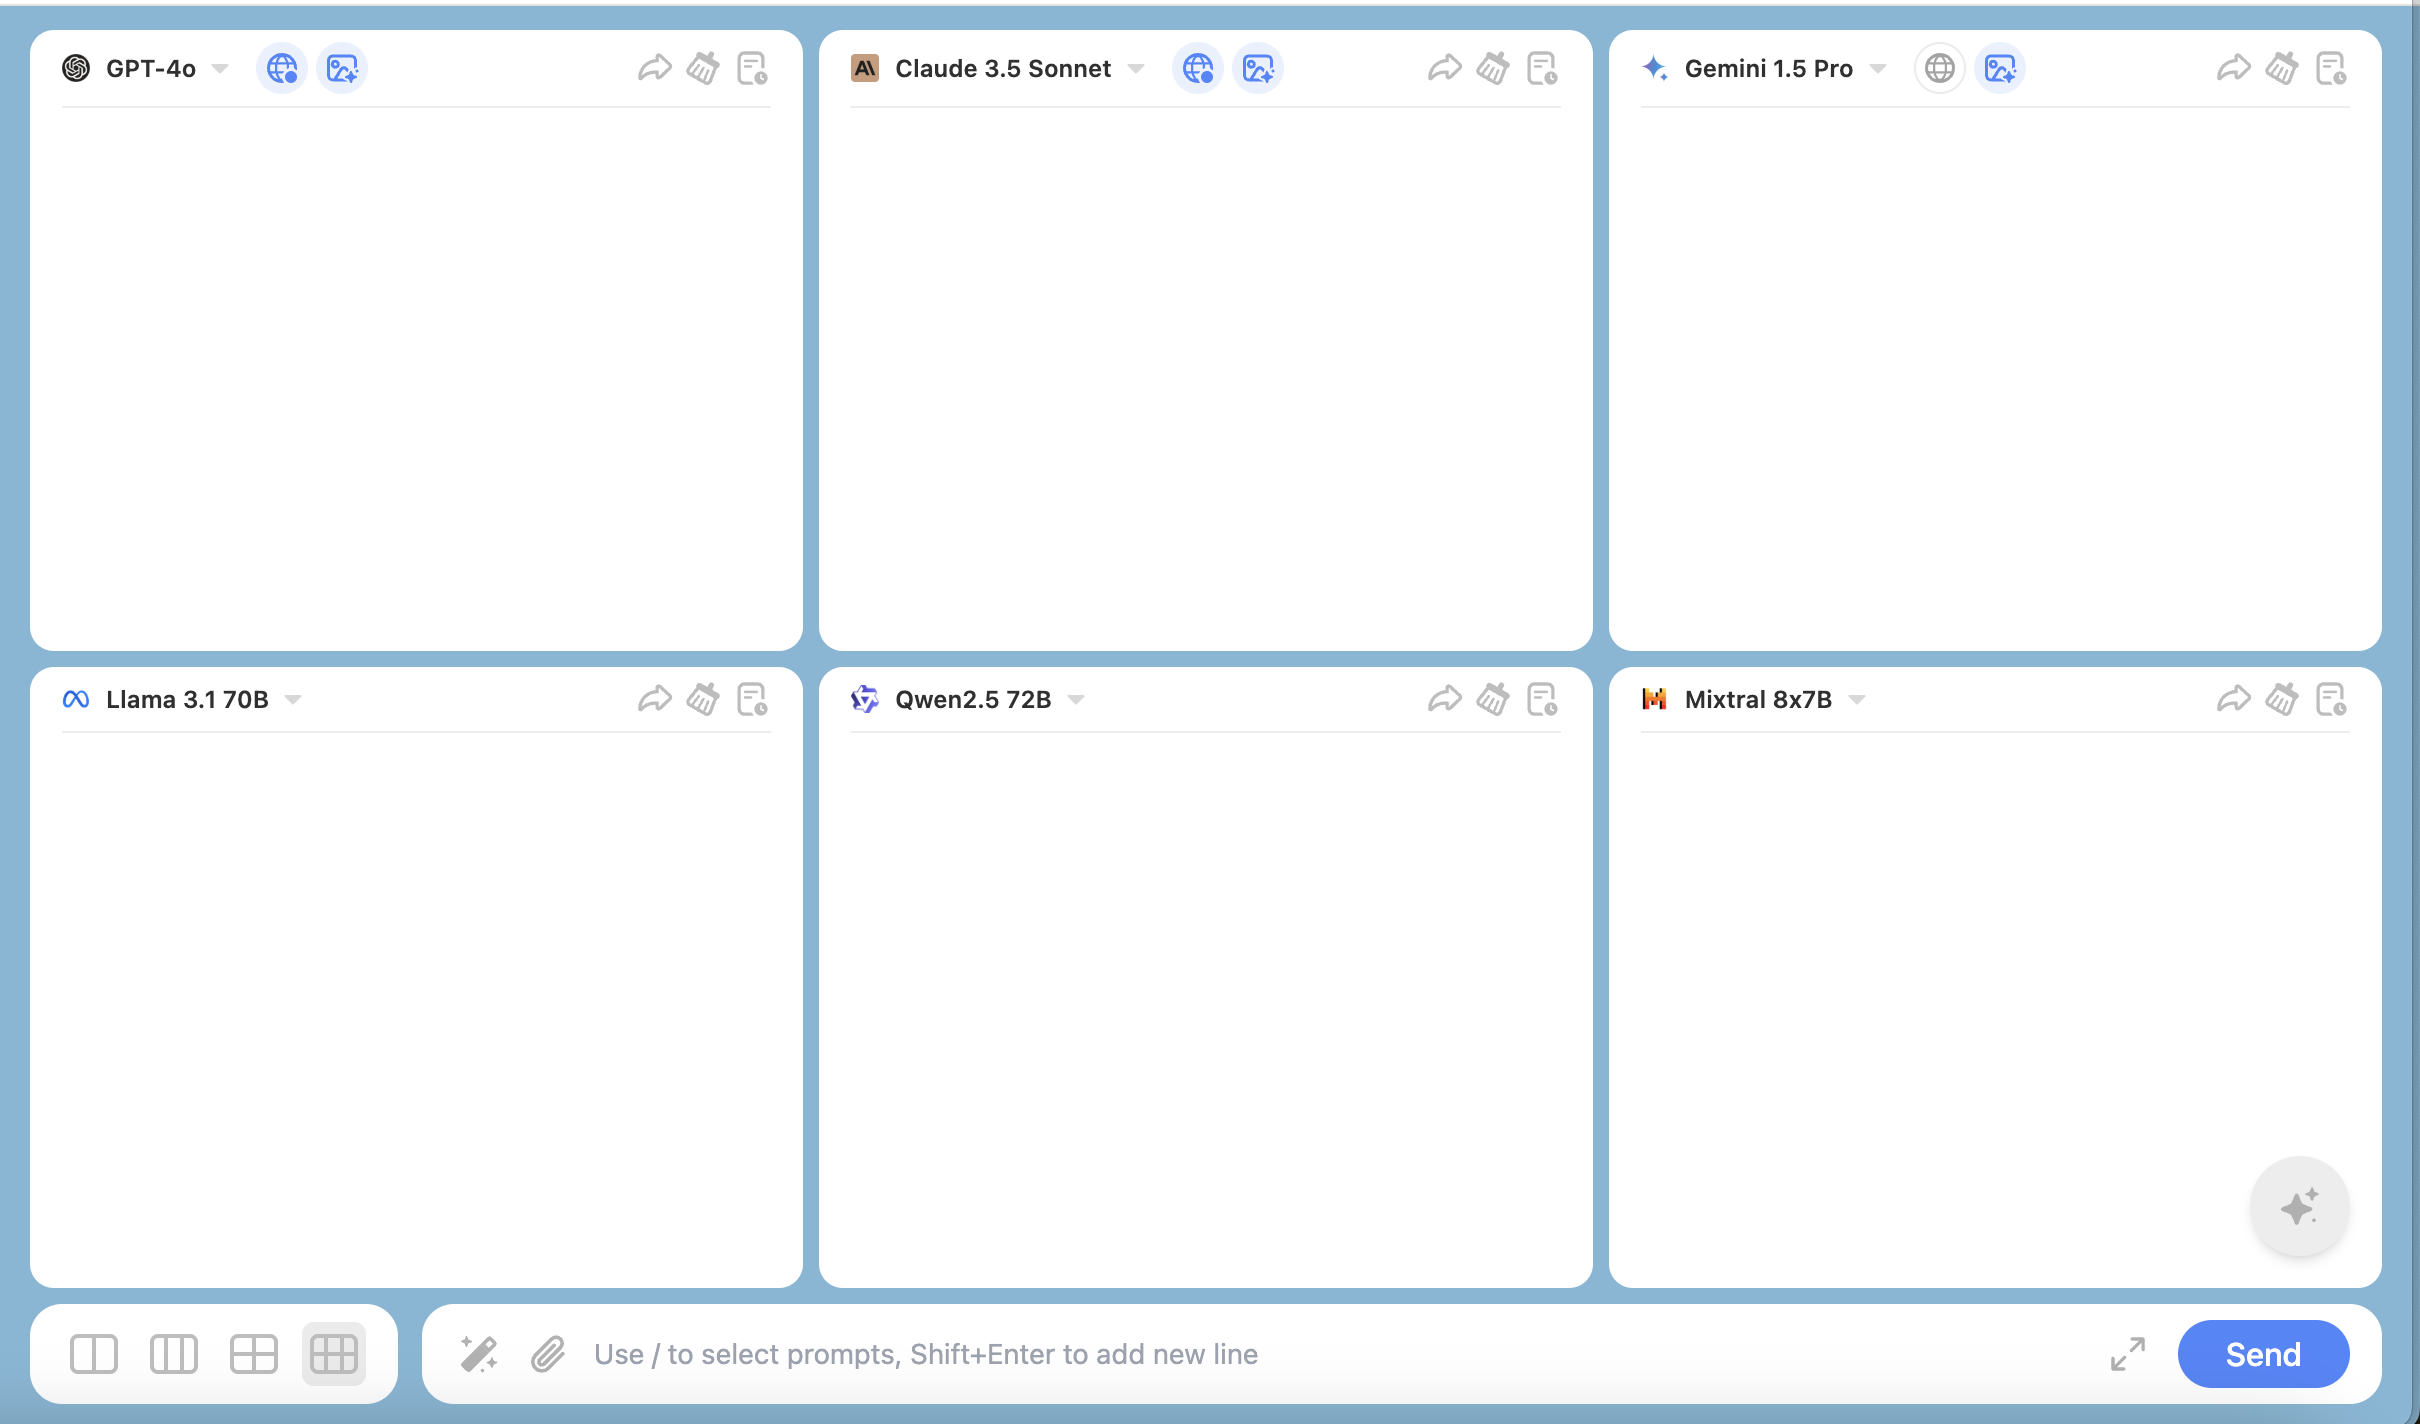 GPT-4o
Claude 3.5 Sonnet
Gemini 1.5 Pro
Llama 3.1 70B
Qwen2.5 72B
Mixtral 8x7B
Use / to select prompts, Shift+Enter to add new line
Send